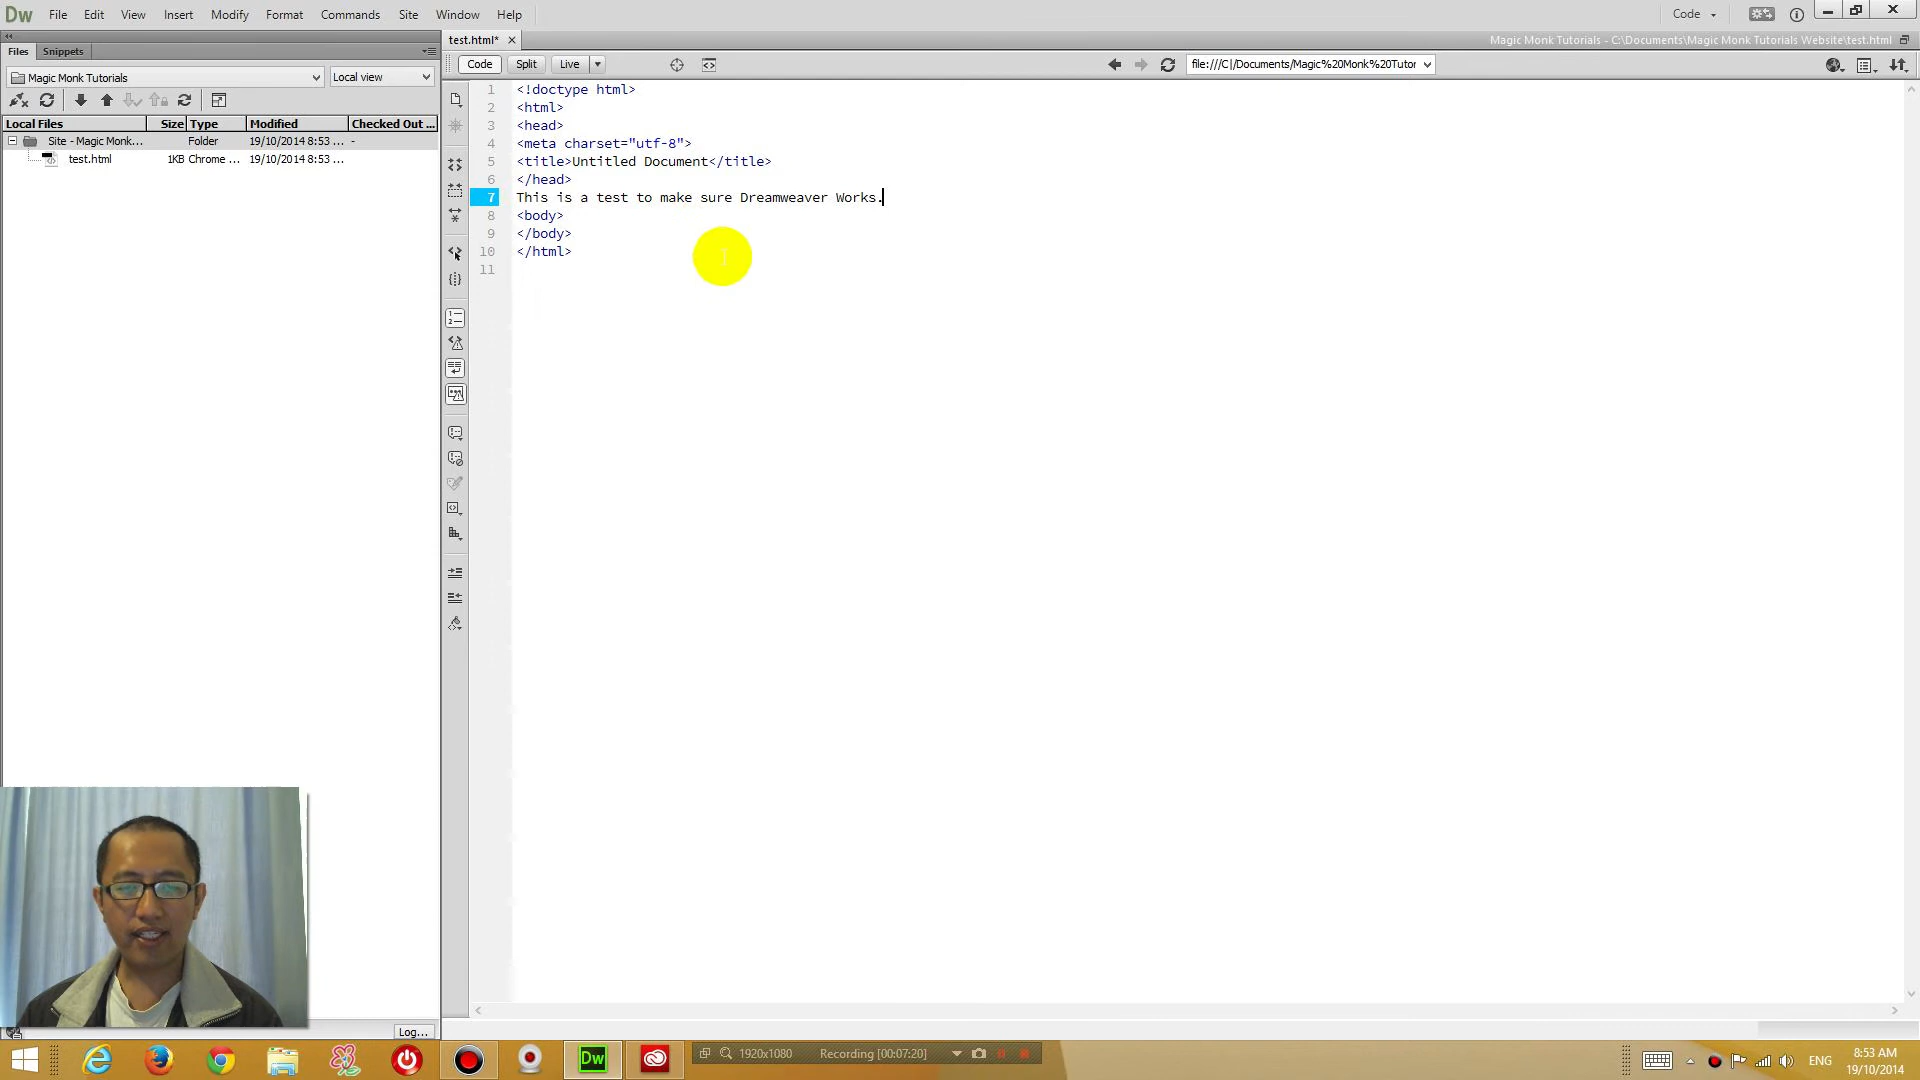 Dw File Edit View Insert Modify Format Commands Site Window Help Code
Files Snippets
test.html*
Magic Monk Tutorials - C:\Documents\Magic Monk Tutorials Website\test.html
Magic Monk Tutorials Local view
Code Split Live file:///C|/Documents/Magic%20Monk%20Tutor
Local Files Size Type Modified Checked Out ...
Site - Magic Monk... Folder 19/10/2014 8:53 ... -
test.html 1KB Chrome ... 19/10/2014 8:53 ...
1 <!doctype html>
2 <html>
3 <head>
4 <meta charset="utf-8">
5 <title>Untitled Document</title>
6 </head>
7 This is a test to make sure Dreamweaver Works.
8 <body>
9 </body>
10 </html>
11
Log...
Dw
1920x1080 Recording [00:07:20]
ENG
8:53 AM
19/10/2014